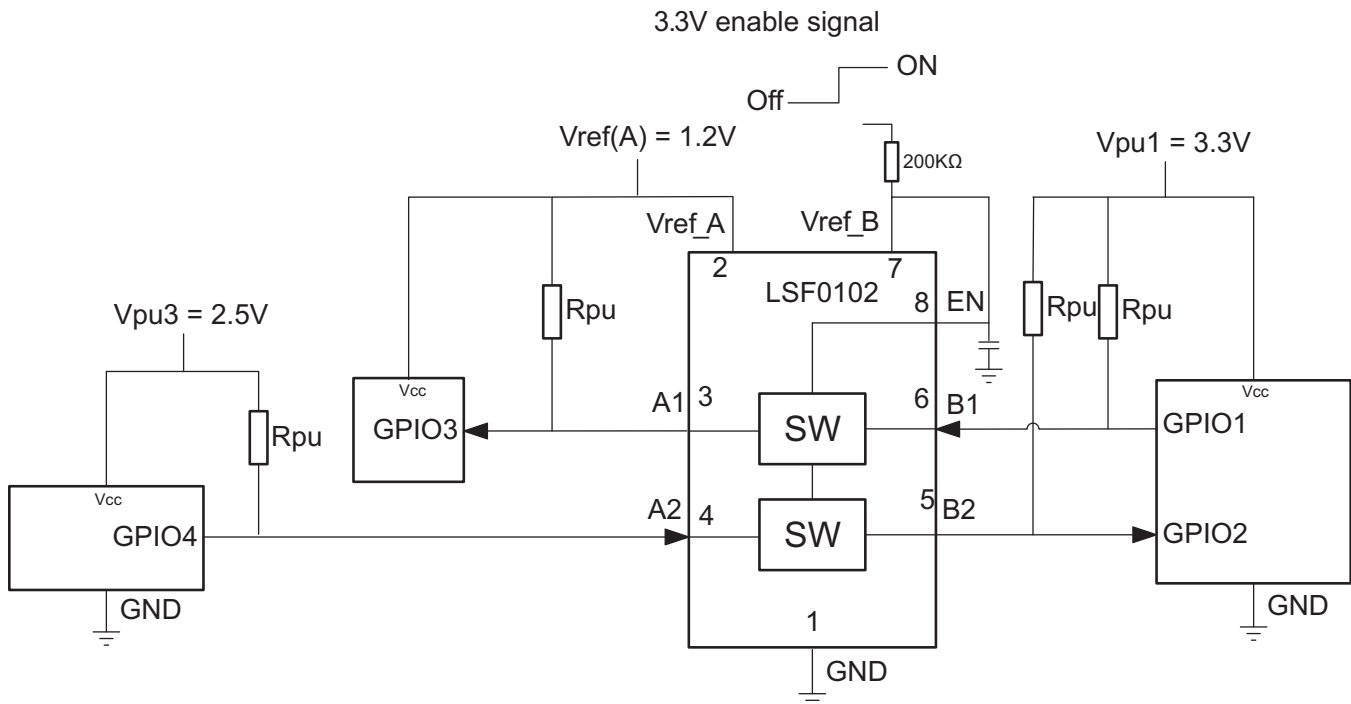 3.3V enable signal
ON
Off
Vref(A) = 1.2V
200KΩ
Vpu1 = 3.3V
Vref_A
Vref_B
2
7
LSF0102
8
EN
Rpu
Rpu
Rpu
Vpu3 = 2.5V
Vcc
Vcc
A1
3
6
B1
GPIO3
SW
GPIO1
Rpu
Vcc
A2
4
5
B2
GPIO4
SW
GPIO2
GND
GND
1
GND